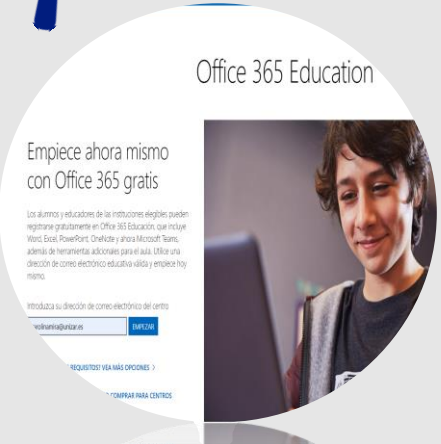 Office 365 Education
Empiece ahora mismo
con Office 365 gratis
Los alumnos y educadores de las instituciones elegibles pueden
registrarse gratuitamente en Office 365 Educación, que incluye
Word, Excel, PowerPoint, OneNote y ahora Microsoft Teams,
además de herramientas adicionales para el aula. Utilice una
dirección de correo electrónico educativa válida y empiece hoy
mismo.
Introduzca su dirección de correo electrónico del centro
EMPEZAR
REQUISITOS? VEA MÁS OPCIONES >
COMPRAR PARA CENTROS